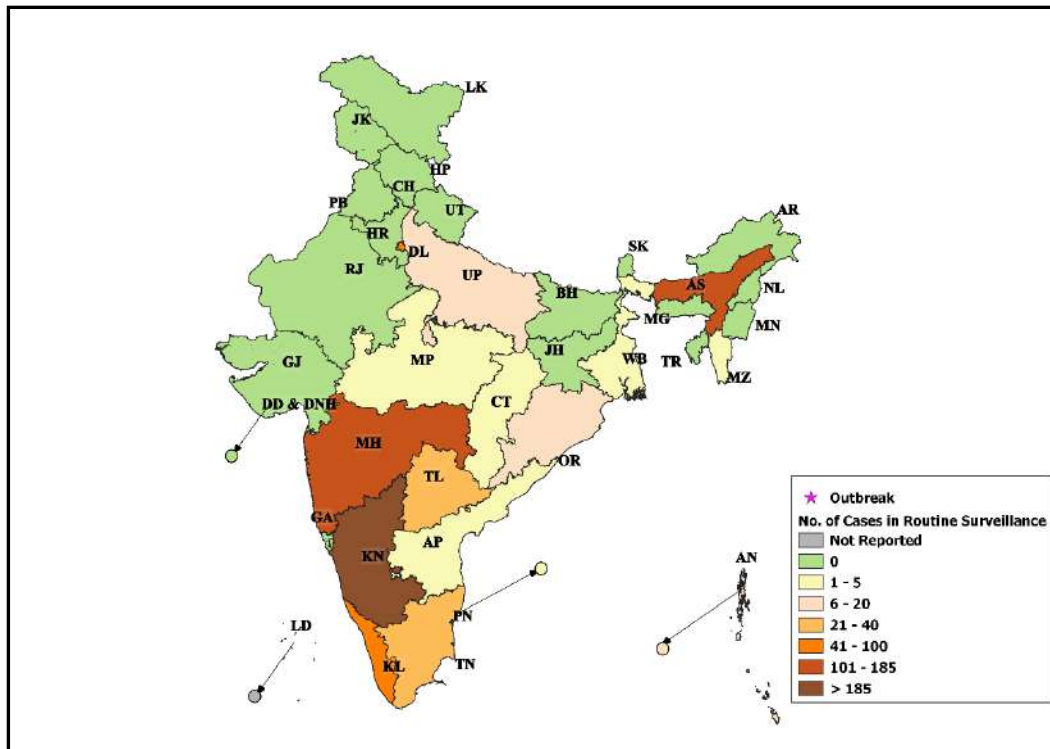 LK
JK
HP
CH
PB
UT
AR
HR
DL
SK
RJ
UP
AS
NL
BH
MG
MN
GJ
MP
JH
WB
TR
MZ
DD & DNH
CT
MH
OR
TL
GA
KN
AP
AN
PN
LD
KL
TN
Outbreak
No. of Cases in Routine Surveillance
Not Reported
0
1 - 5
6 - 20
21 - 40
41 - 100
101 - 185
> 185